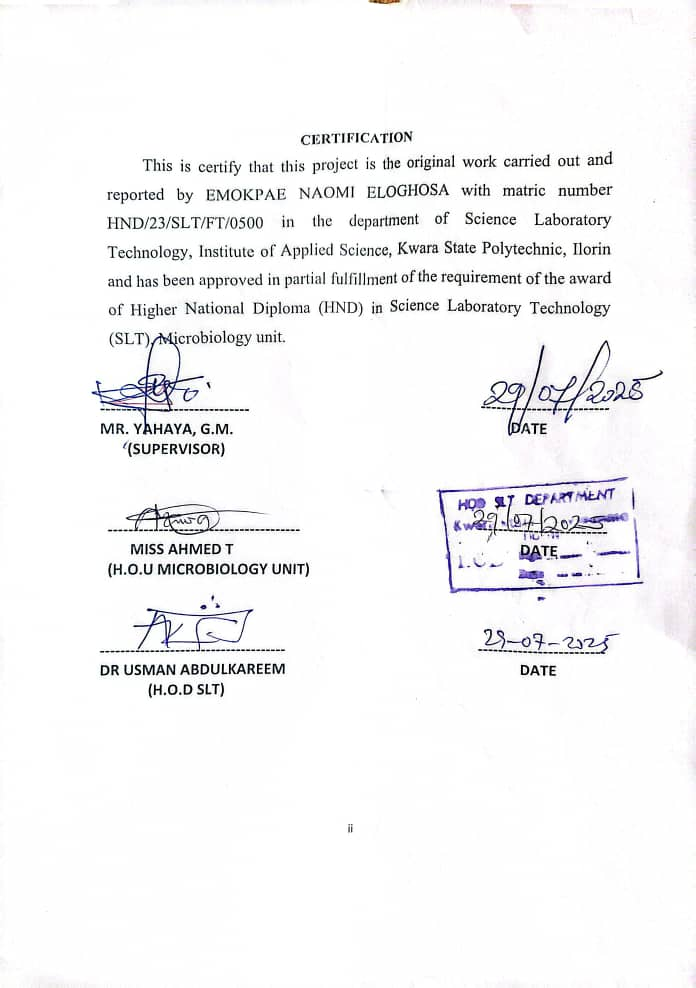 CERTIFICATION
This is certify that this project is the original work carried out and
reported by EMOKPAE NAOMI ELOGHOSA with matric number
HND/23/SLT/FT/0500 in the department of Science Laboratory
Technology, Institute of Applied Science, Kwara State Polytechnic, Ilorin
and has been approved in partial fulfillment of the requirement of the award
of Higher National Diploma (HND) in Science Laboratory Technology
(SLT), Microbiology unit.
29/07/2025
MR. YAHAYA, G.M.
DATE
(SUPERVISOR)
HOD SLT DEPARTMENT
29/07/2025
MISS AHMED T
DATE
(H.O.U MICROBIOLOGY UNIT)
29-07-2025
DR USMAN ABDULKAREEM
DATE
(H.O.D SLT)
ii